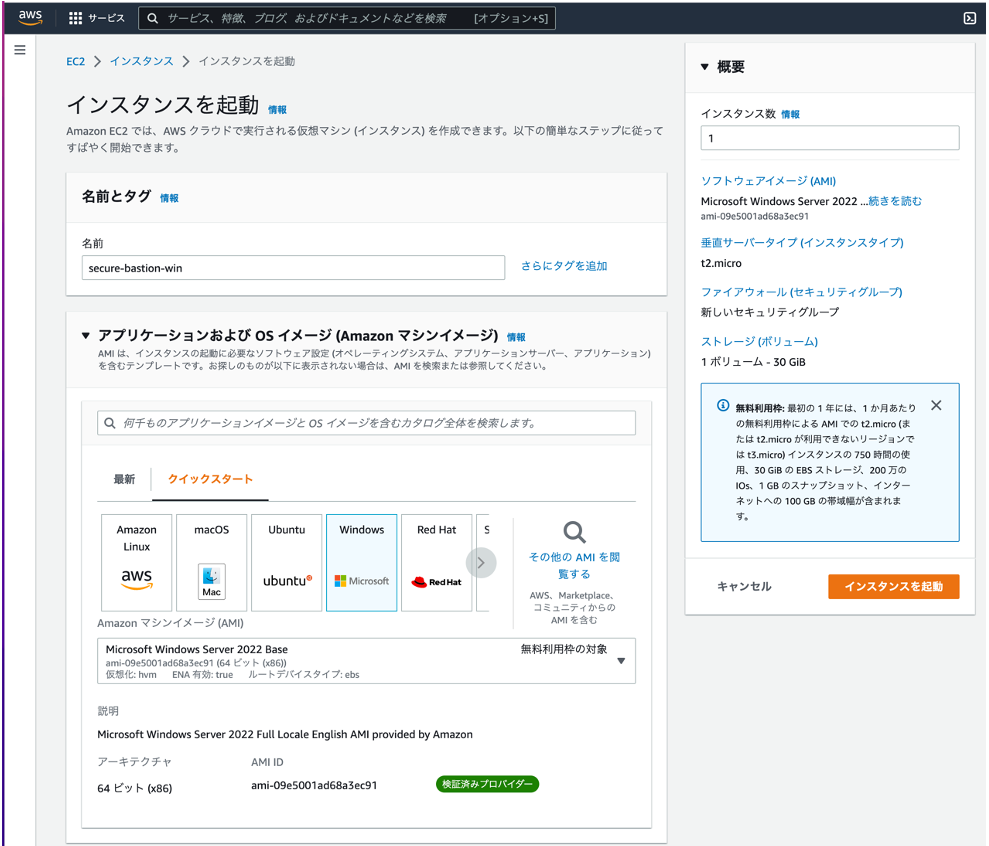 aws
サービス
サービス、特徴、ブログ、およびドキュメントなどを検索
[オプション+S]
EC2 > インスタンス > インスタンスを起動
インスタンスを起動 情報
Amazon EC2 では、AWS クラウドで実行される仮想マシン (インスタンス) を作成できます。以下の簡単なステップに従って
すばやく開始できます。
名前とタグ 情報
名前
secure-bastion-win
さらにタグを追加
▼ アプリケーションおよび OS イメージ (Amazon マシンイメージ) 情報
AMI は、インスタンスの起動に必要なソフトウェア設定 (オペレーティングシステム、アプリケーションサーバー、アプリケーション)
を含むテンプレートです。お探しのものが以下に表示されない場合は、AMI を検索または参照してください。
何千ものアプリケーションイメージと OS イメージを含むカタログ全体を検索します。
最新
クイックスタート
Amazon
Linux
aws
macOS
Mac
Ubuntu
ubuntu
Windows
Microsoft
Red Hat
Red Hat
S
その他の AMI を閲
覧する
AWS、Marketplace、
コミュニティからの
AMI を含む
Amazon マシンイメージ (AMI)
Microsoft Windows Server 2022 Base
無料利用枠の対象
ami-09e5001ad68a3ec91 (64 ビット (x86))
仮想化: hvm ENA 有効: true ルートデバイスタイプ: ebs
説明
Microsoft Windows Server 2022 Full Locale English AMI provided by Amazon
アーキテクチャ
AMI ID
64 ビット (x86)
ami-09e5001ad68a3ec91
検証済みプロバイダー
▼ 概要
インスタンス数 情報
1
ソフトウェアイメージ (AMI)
Microsoft Windows Server 2022 ...続きを読む
ami-09e5001ad68a3ec91
垂直サーバータイプ (インスタンスタイプ)
t2.micro
ファイアウォール (セキュリティグループ)
新しいセキュリティグループ
ストレージ (ボリューム)
1 ボリューム - 30 GiB
無料利用枠: 最初の 1 年には、1 か月あたり
の無料利用枠による AMI での t2.micro (ま
たは t2.micro が利用できないリージョンで
は t3.micro) インスタンスの 750 時間の使
用、30 GiB の EBS ストレージ、200 万の
IOs、1 GB のスナップショット、インター
ネットへの 100 GB の帯域幅が含まれま
す。
キャンセル
インスタンスを起動